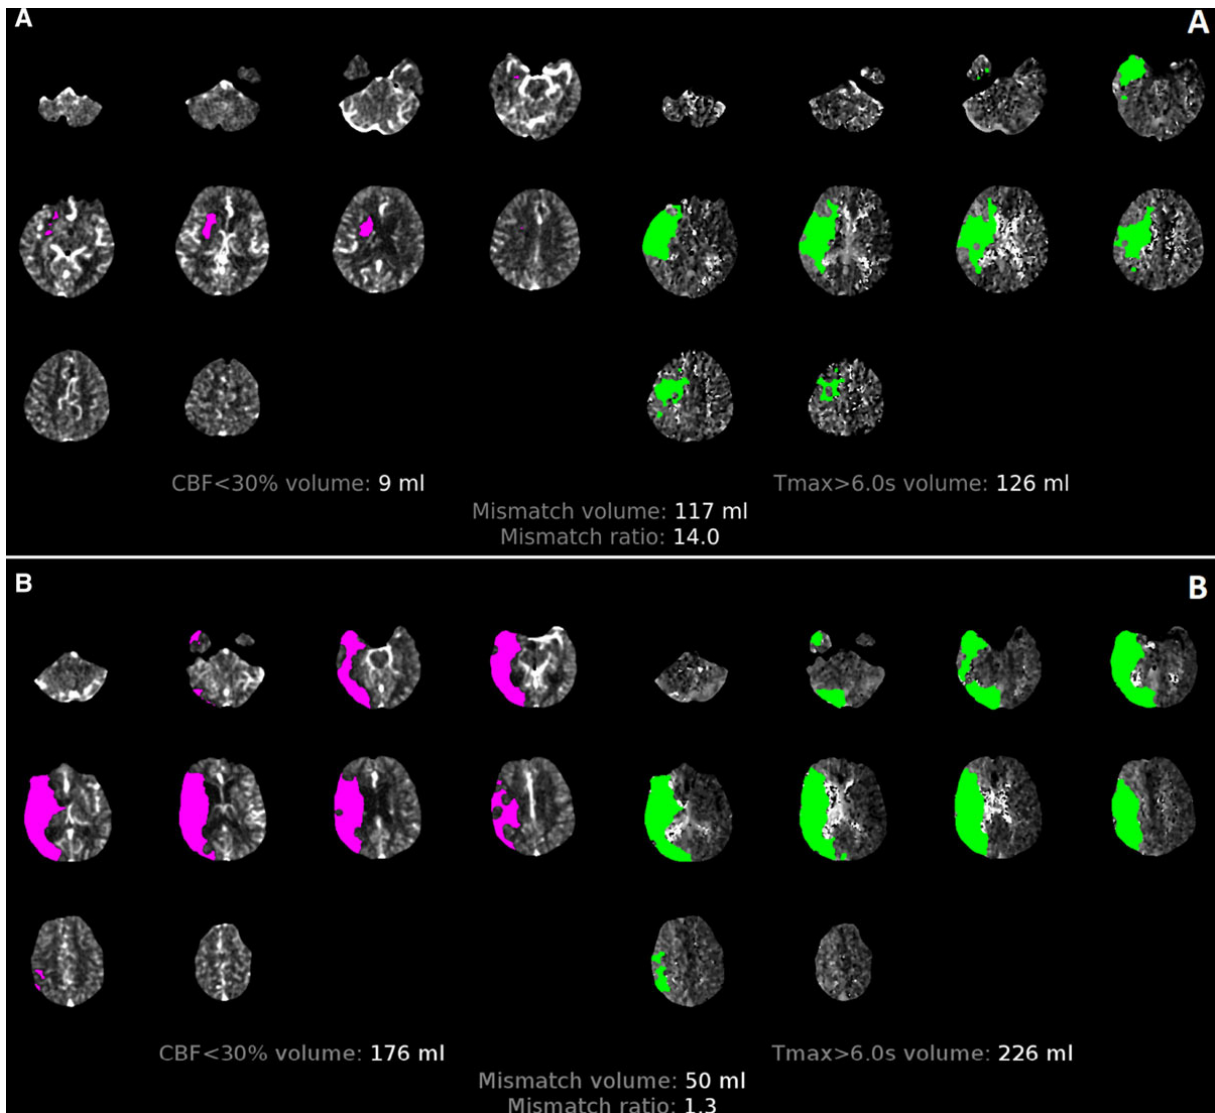 A A
CBF<30% volume: 9 ml Tmax>6.0s volume: 126 ml
Mismatch volume: 117 ml
Mismatch ratio: 14.0
B B
CBF<30% volume: 176 ml Tmax>6.0s volume: 226 ml
Mismatch volume: 50 ml
Mismatch ratio: 1.3